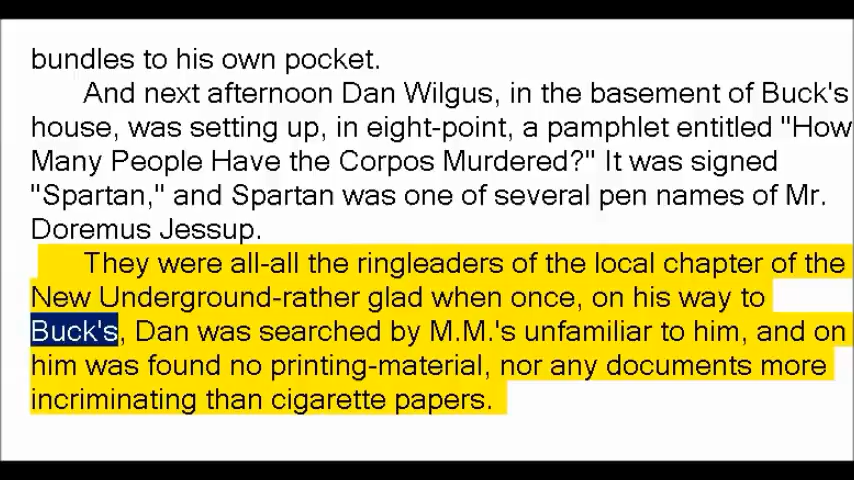 bundles to his own pocket.
And next afternoon Dan Wilgus, in the basement of Buck's
house, was setting up, in eight-point, a pamphlet entitled "How
Many People Have the Corpos Murdered?" It was signed
"Spartan," and Spartan was one of several pen names of Mr.
Doremus Jessup.
They were all-all the ringleaders of the local chapter of the
New Underground-rather glad when once, on his way to
Buck's, Dan was searched by M.M.'s unfamiliar to him, and on
him was found no printing-material, nor any documents more
incriminating than cigarette papers.